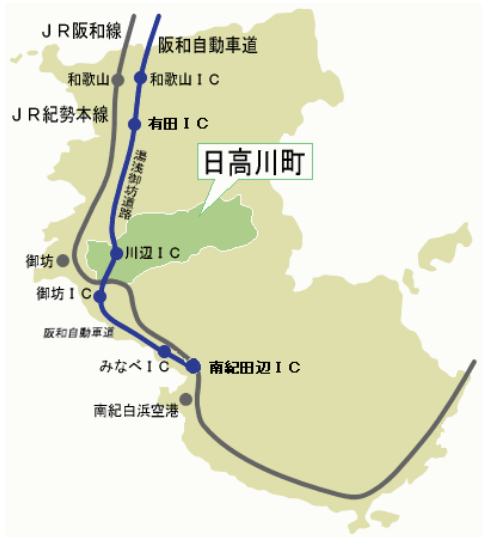 ＪＲ阪和線
阪和自動車道
和歌山
和歌山ＩＣ
ＪＲ紀勢本線
有田ＩＣ
日高川町
湯浅御坊道路
川辺ＩＣ
御坊
御坊ＩＣ
阪和自動車道
みなべＩＣ
南紀田辺ＩＣ
南紀白浜空港